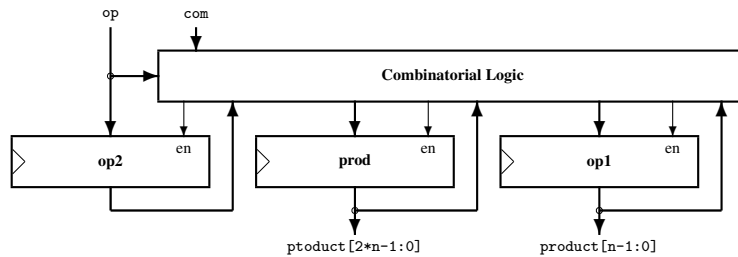 op com
Combinatorial Logic
en en en
op2 prod op1
ptoduct[2*n-1:0] product[n-1:0]